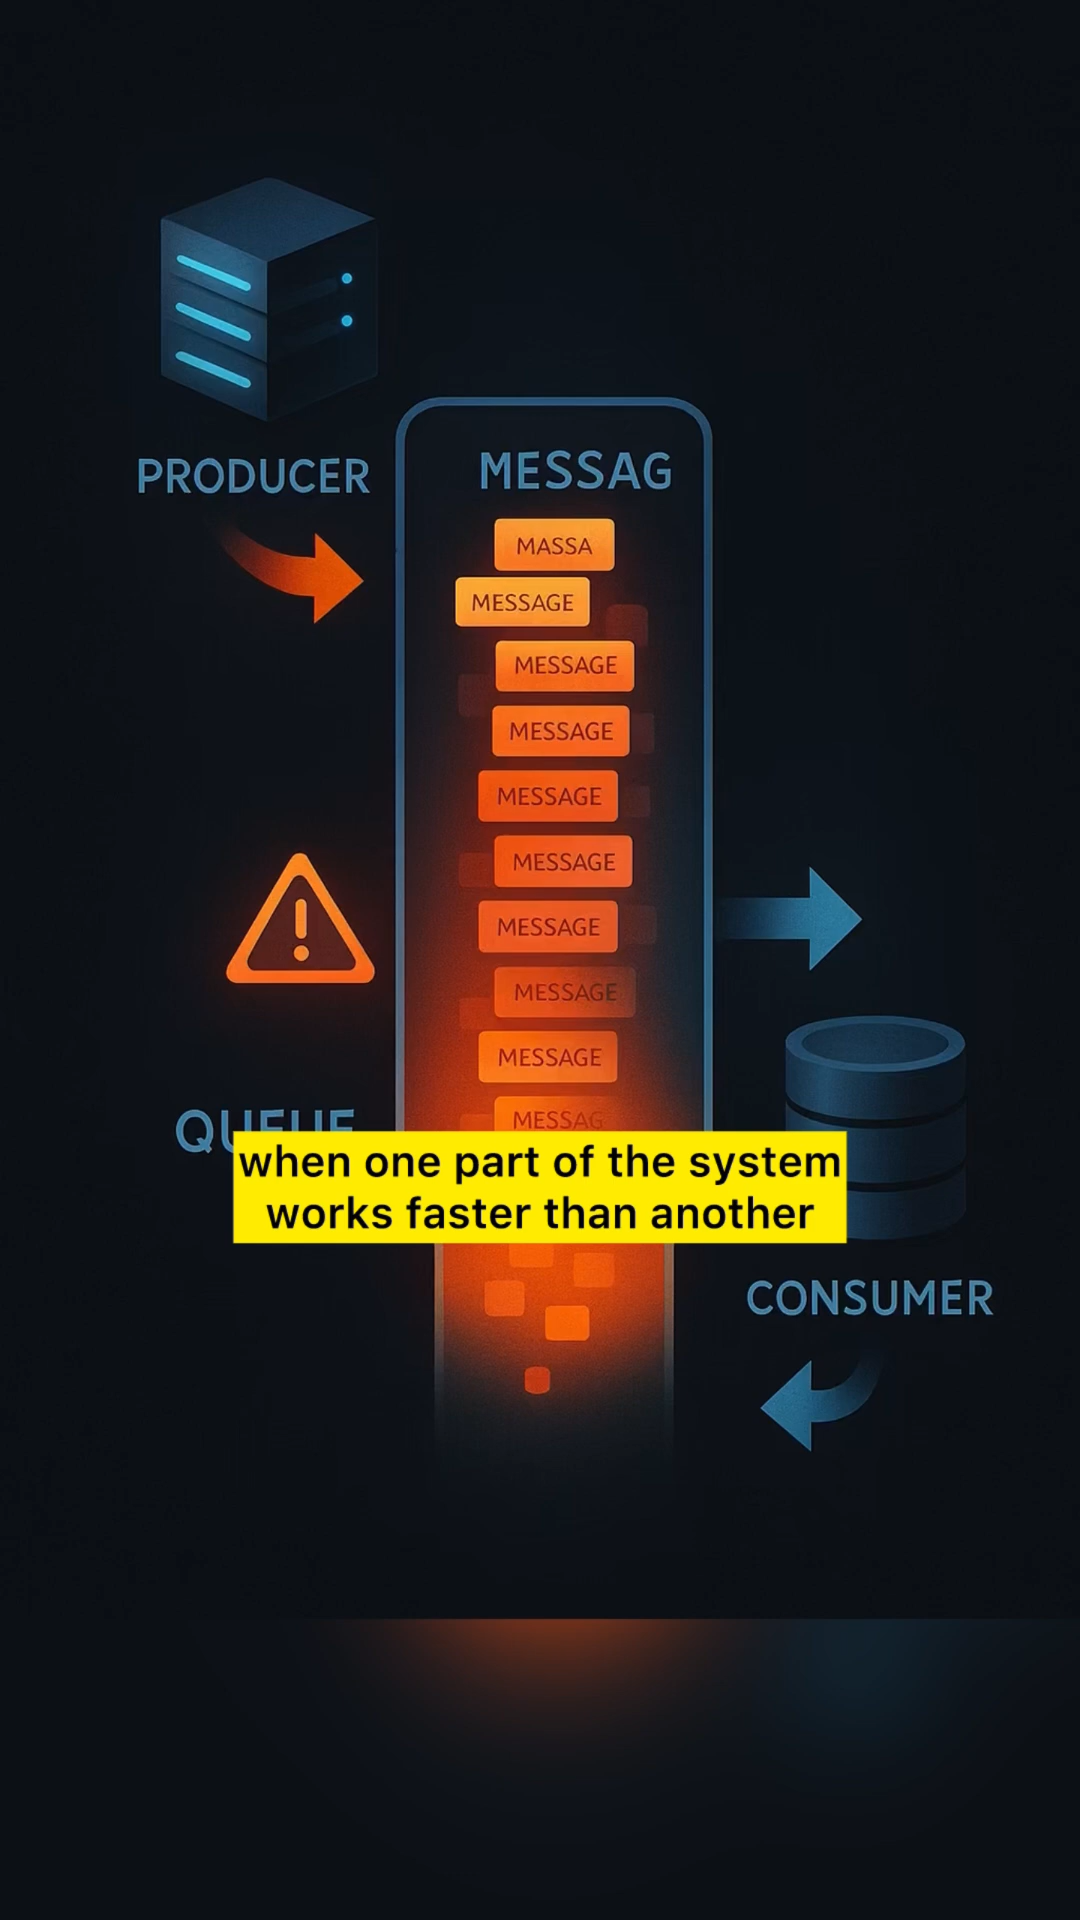 PRODUCER
MESSAG
MASSA
MESSAGE
MESSAGE
MESSAGE
MESSAGE
MESSAGE
MESSAGE
MESSAGE
MESSAGE
MESSAG
QUEUE
when one part of the system
works faster than another
CONSUMER